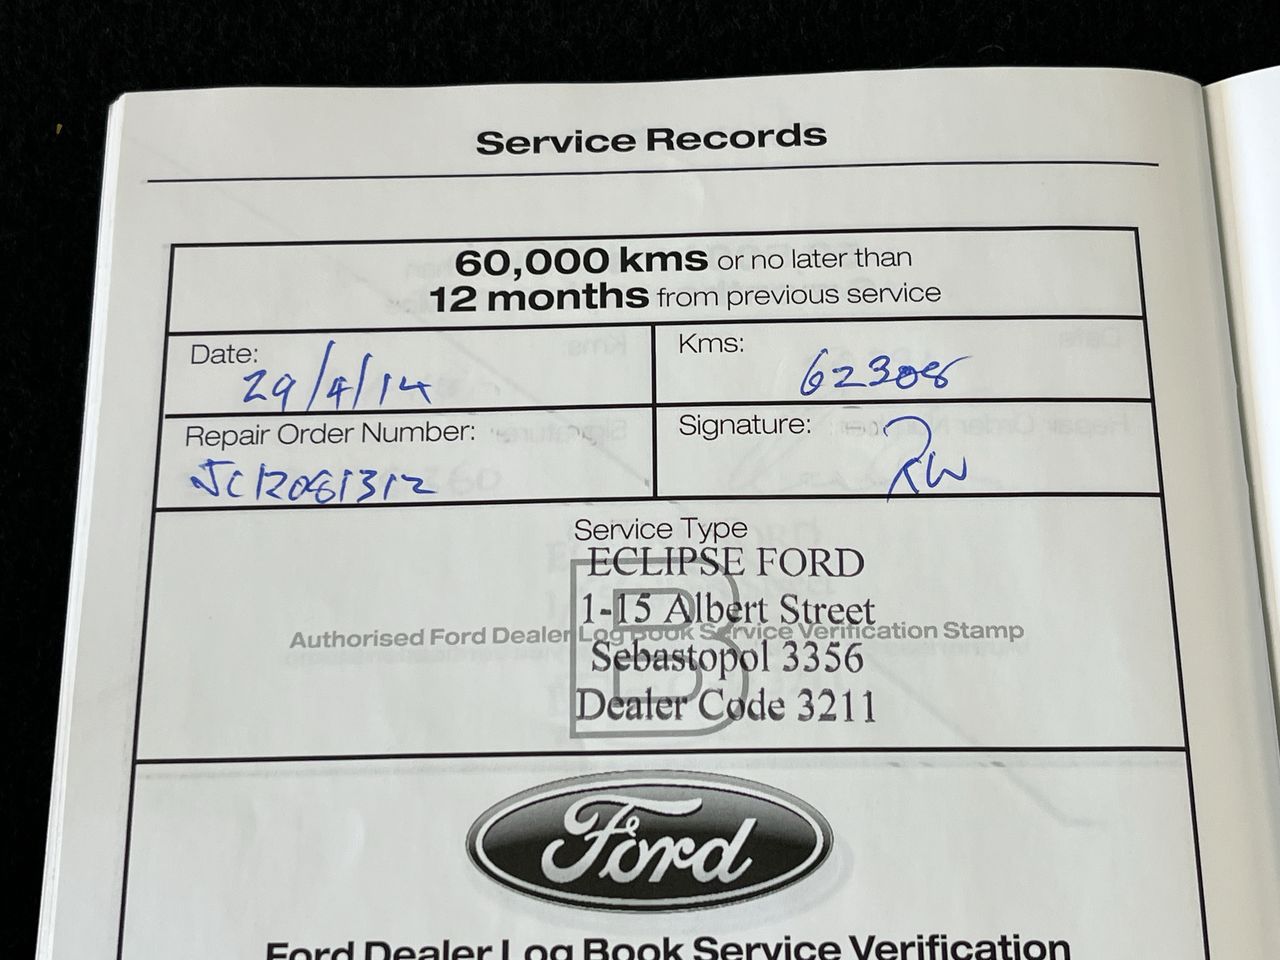 Service Records
60,000 kms or no later than
12 months from previous service
Date:
29/4/14
Kms:
62308
Repair Order Number:
Signature:
RW
Service Type
B
ECLIPSE FORD
1-15 Albert Street
Authorised Ford Dealer Log Book Service Verification Stamp
Sebastopol 3356
Dealer Code 3211
Ford
Ford Dealer Log Book Service Verification